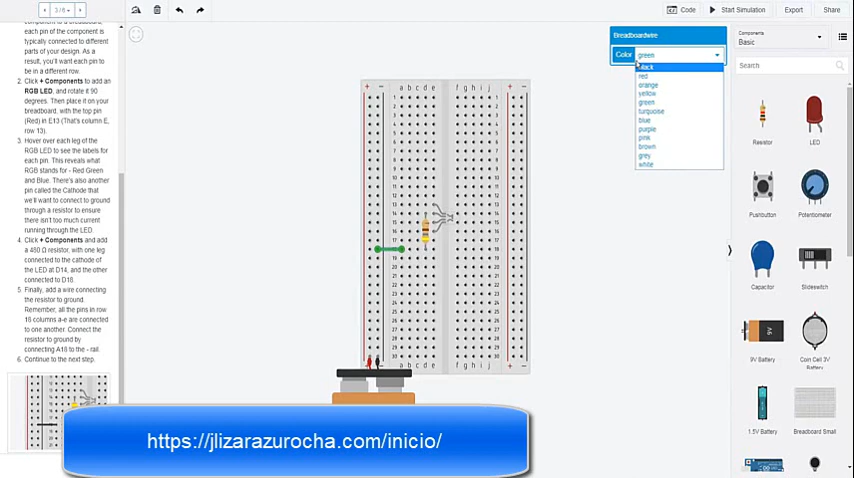 3 / 6
Code
Start Simulation
Export
Share
component to a breadboard,
each pin of the component is
typically connected to different
parts of your design. As a
result, you'll want each pin to
be in a different row.
2. Click + Components to add an
RGB LED, and rotate it 90
degrees. Then place it on your
breadboard, with the top pin
(Red) in E13 (That's column E,
row 13).
3. Hover over each leg of the
RGB LED to see the labels for
each pin. This reveals what
RGB stands for - Red Green
and Blue. There's also another
pin called the Cathode that
we'll want to connect to ground
through a resistor to ensure
there isn't too much current
running through the LED.
4. Click + Components and add
a 460 Ω resistor, with one leg
connected to the cathode of
the LED at D14, and the other
connected to D18.
5. Finally, add a wire connecting
the resistor to ground.
Remember, all the pins in row
18 columns a-e are connected
to one another. Connect the
resistor to ground by
connecting A18 to the - rail.
6. Continue to the next step.
Breadboardwire
Color green
black
red
orange
yellow
green
turquoise
blue
purple
pink
brown
grey
white
Components
Basic
Search
Resistor
LED
Pushbutton
Potentiometer
Capacitor
Slideswitch
9V Battery
Coin Cell 3V
Battery
1.5V Battery
Breadboard Small
a b c d e f g h i j
https://jlizarazurocha.com/inicio/